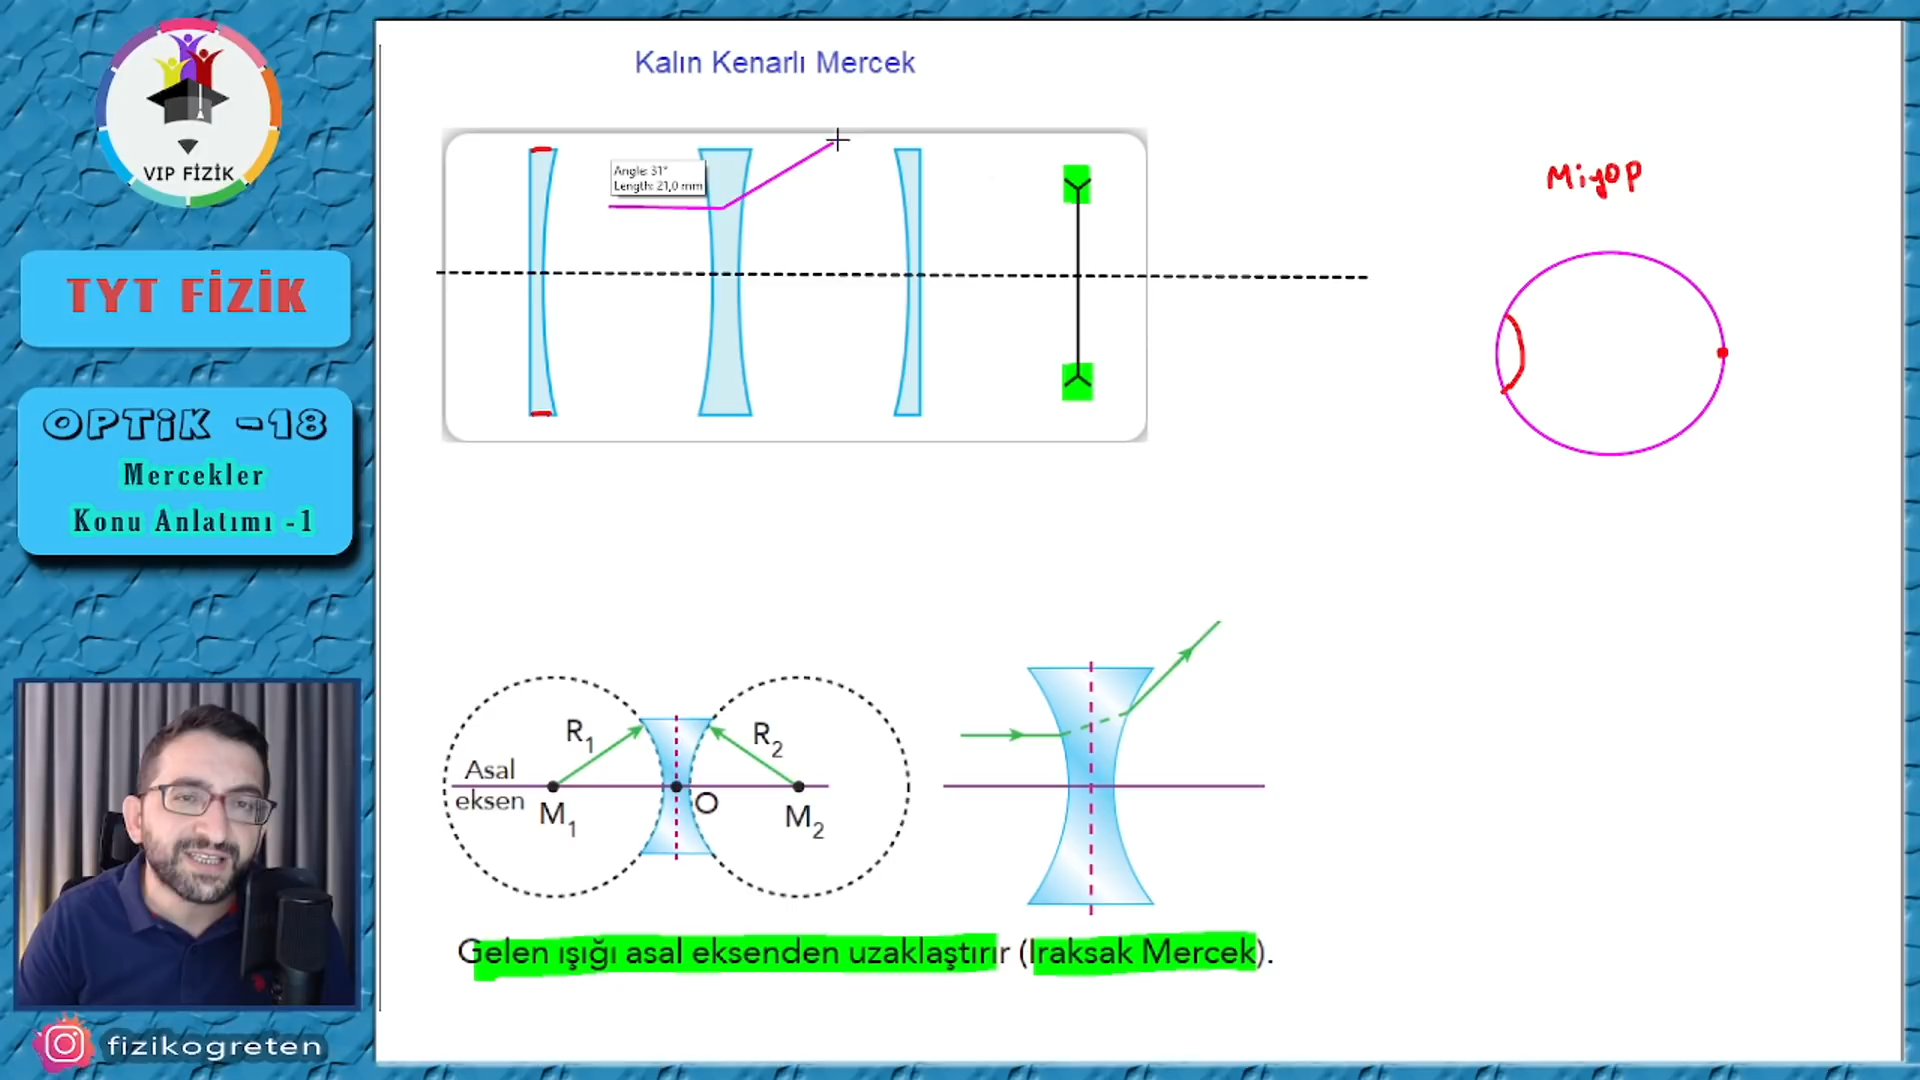 VIP FİZİK
TYT FİZİK
OPTİK -18
Mercekler
Konu Anlatımı -1
fizikogreten
Kalın Kenarlı Mercek
Angle: 31°
Length: 21,0 mm
Miyop
R1
R2
Asal
eksen
M1
O
M2
Gelen ışığı asal eksenden uzaklaştırır (Iraksak Mercek).